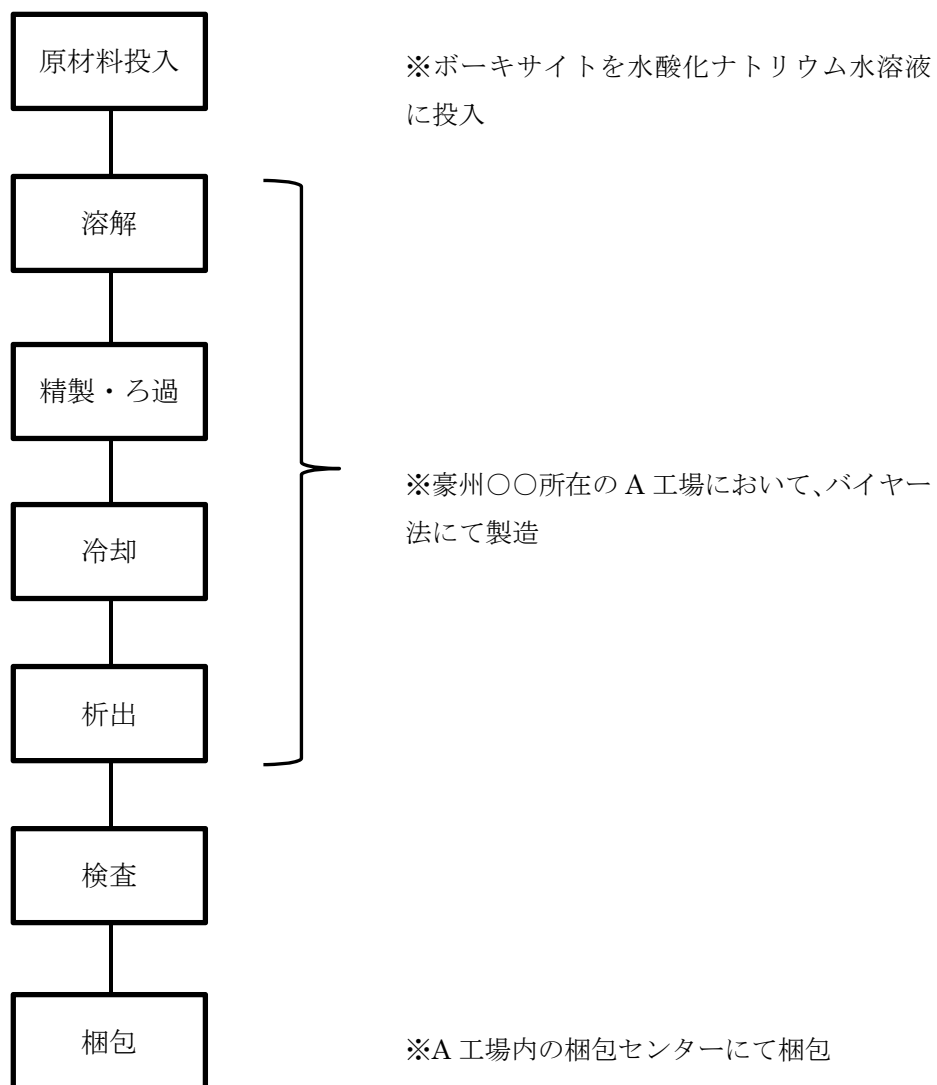 原材料投入
※ボーキサイトを水酸化ナトリウム水溶液
に投入
溶解
精製・ろ過
※豪州○○所在の A 工場において、バイヤー
法にて製造
冷却
析出
検査
梱包
※A 工場内の梱包センターにて梱包